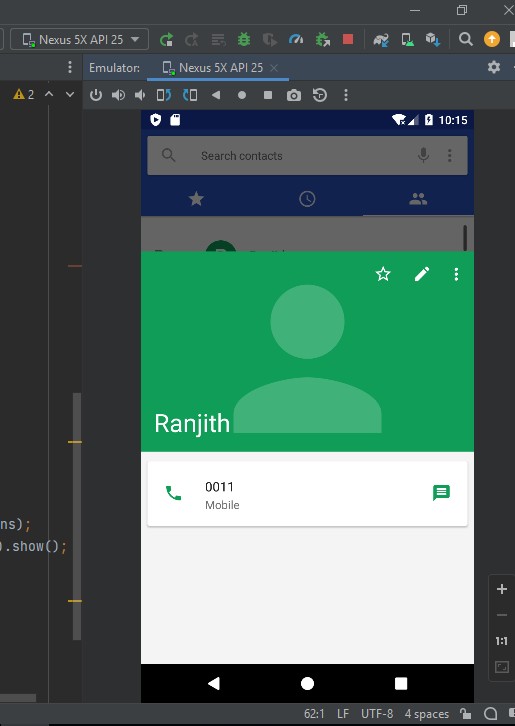 Nexus 5X API 25
Emulator:
Nexus 5X API 25
2
10:15
Search contacts
Ranjith
0011
Mobile
ns);
).show();
1:1
62:1 LF UTF-8 4 spaces